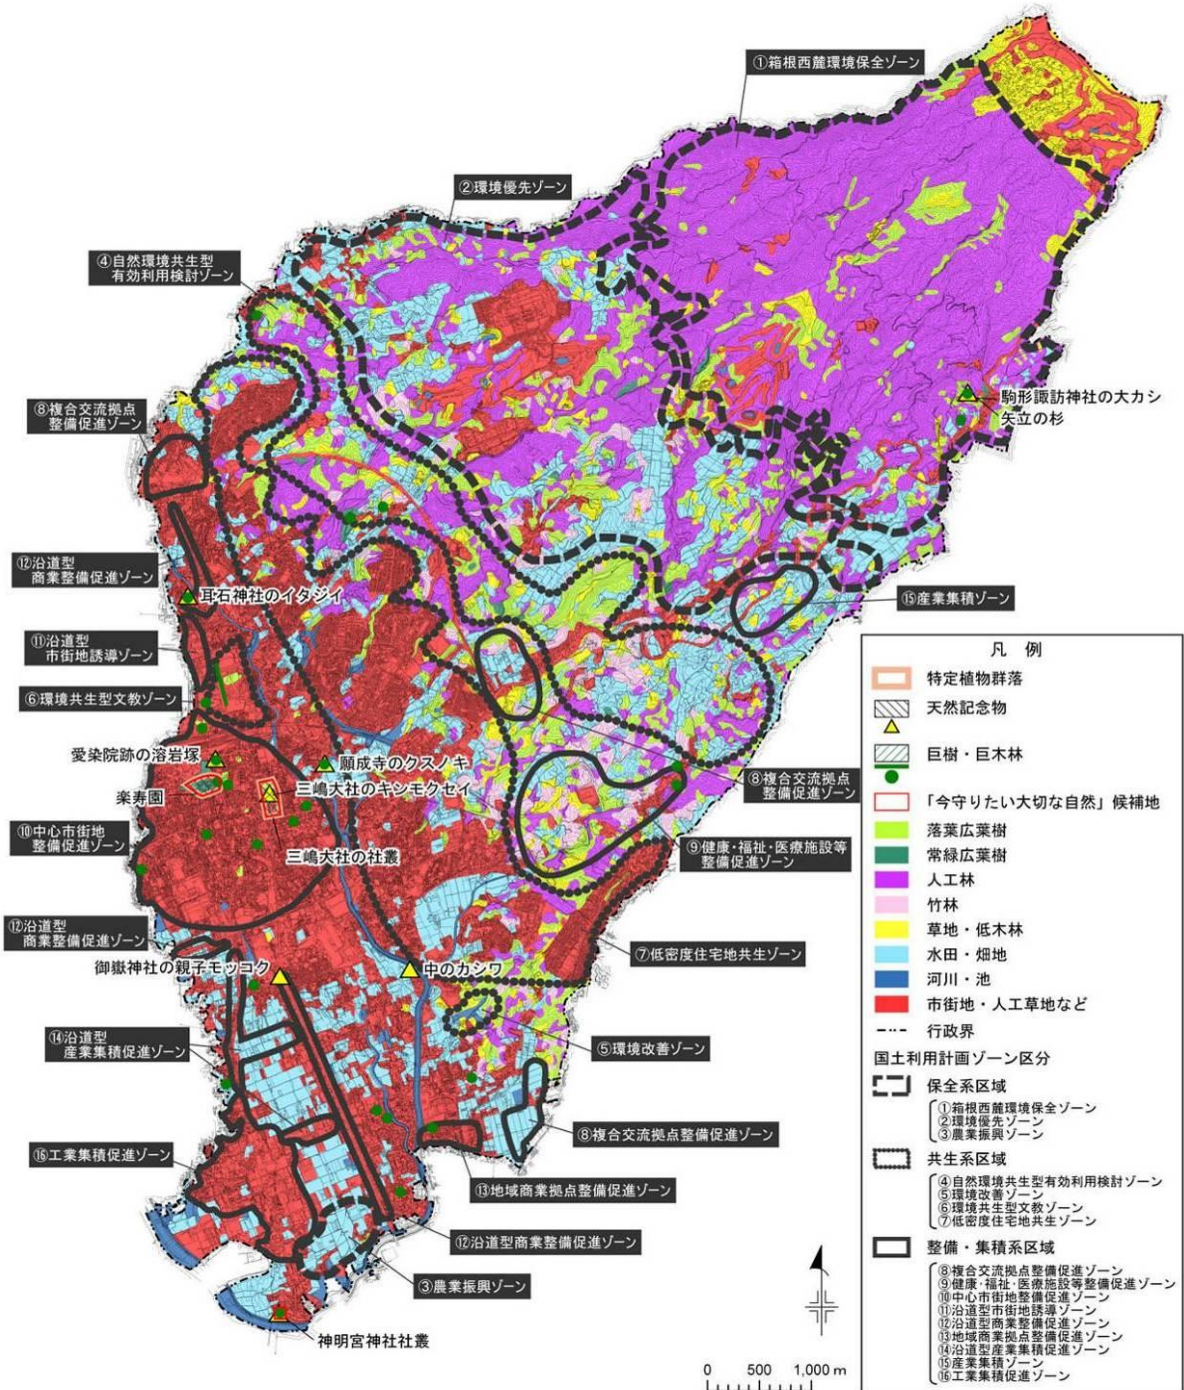 ①箱根西麓環境保全ゾーン
②環境優先ゾーン
④自然環境共生型
有効利用検討ゾーン
駒形諏訪神社の大カシ
矢立の杉
⑧複合交流拠点
整備促進ゾーン
⑫沿道型
商業整備促進ゾーン
耳石神社のイタジイ
⑮産業集積ゾーン
⑪沿道型
市街地誘導ゾーン
⑥環境共生型文教ゾーン
愛染院跡の溶岩塚
願成寺のクスノキ
三嶋大社のキンモクセイ
楽寿園
⑧複合交流拠点
整備促進ゾーン
⑩中心市街地
整備促進ゾーン
三嶋大社の社叢
⑨健康・福祉・医療施設等
整備促進ゾーン
⑫沿道型
商業整備促進ゾーン
⑦低密度住宅地共生ゾーン
御嶽神社の親子モッコク
中のカシワ
⑭沿道型
産業集積促進ゾーン
⑤環境改善ゾーン
⑧複合交流拠点整備促進ゾーン
⑯工業集積促進ゾーン
⑬地域商業拠点整備促進ゾーン
⑫沿道型商業整備促進ゾーン
③農業振興ゾーン
神明宮神社社叢
0 500 1,000 m
凡 例
特定植物群落
天然記念物
巨樹・巨木林
「今守りたい大切な自然」候補地
落葉広葉樹
常緑広葉樹
人工林
竹林
草地・低木林
水田・畑地
河川・池
市街地・人工草地など
行政界
国土利用計画ゾーン区分
保全系区域
①箱根西麓環境保全ゾーン
②環境優先ゾーン
③農業振興ゾーン
共生系区域
④自然環境共生型有効利用検討ゾーン
⑤環境改善ゾーン
⑥環境共生型文教ゾーン
⑦低密度住宅地共生ゾーン
整備・集積系区域
⑧複合交流拠点整備促進ゾーン
⑨健康・福祉・医療施設等整備促進ゾーン
⑩中心市街地整備促進ゾーン
⑪沿道型市街地誘導ゾーン
⑫沿道型商業整備促進ゾーン
⑬地域商業拠点整備促進ゾーン
⑭沿道型産業集積促進ゾーン
⑮産業集積ゾーン
⑯工業集積促進ゾーン